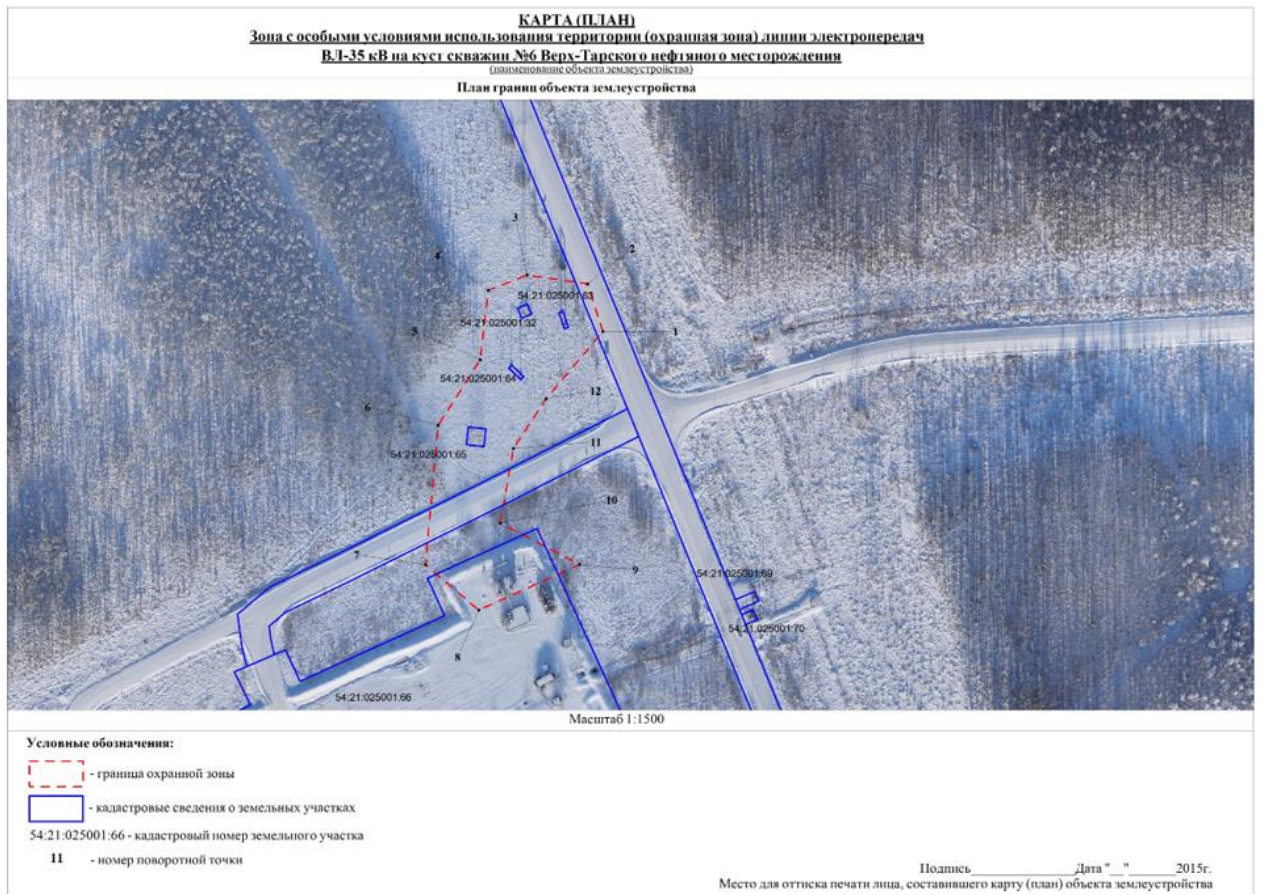 КАРТА (ПЛАН)
Зона с особыми условиями использования территории (охранная зона) линии электропередач
ВЛ-35 кВ на куст скважин №6 Верх-Тарского нефтяного месторождения
(наименование объекта землеустройства)
План границ объекта землеустройства
3
2
4
54:21:025001:63
54:21:025001:32
5
1
54:21:025001:64
12
6
11
54:21:025001:65
10
7
9
54:21:025001:69
54:21:025001:70
8
54:21:025001:66
Масштаб 1:1500
Условные обозначения:
- граница охранной зоны
- кадастровые сведения о земельных участках
54:21:025001:66 - кадастровый номер земельного участка
11 - номер поворотной точки
Подпись_________________Дата "__" _______2015г.
Место для оттиска печати лица, составившего карту (план) объекта землеустройства